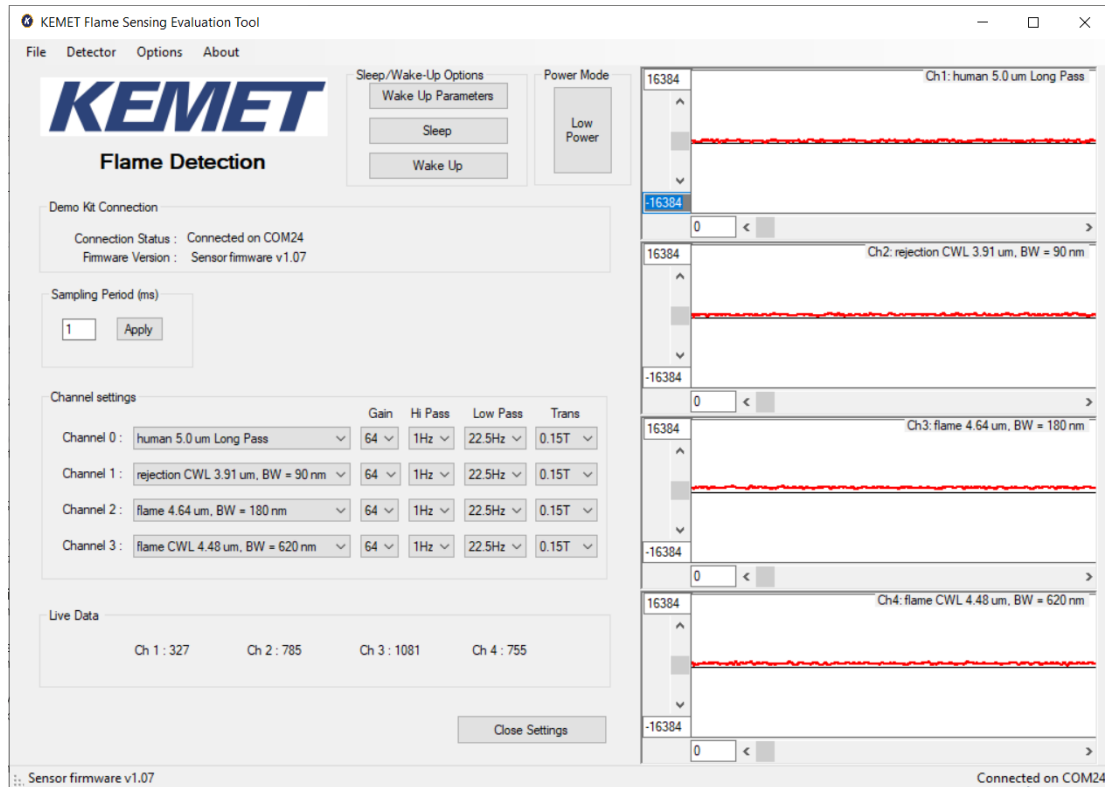 KEMET Flame Sensing Evaluation Tool
File Detector Options About
KEMET
Flame Detection
Sleep/Wake-Up Options
Wake Up Parameters
Sleep
Wake Up
Power Mode
Low
Power
Demo Kit Connection
Connection Status : Connected on COM24
Firmware Version : Sensor firmware v1.07
Sampling Period (ms)
1 Apply
Channel settings
Gain Hi Pass Low Pass Trans
Channel 0 : human 5.0 um Long Pass 64 1Hz 22.5Hz 0.15T
Channel 1 : rejection CWL 3.91 um, BW = 90 nm 64 1Hz 22.5Hz 0.15T
Channel 2 : flame 4.64 um, BW = 180 nm 64 1Hz 22.5Hz 0.15T
Channel 3 : flame CWL 4.48 um, BW = 620 nm 64 1Hz 22.5Hz 0.15T
Live Data
Ch 1 : 327 Ch 2 : 785 Ch 3 : 1081 Ch 4 : 755
Close Settings
16384 Ch1: human 5.0 um Long Pass
-16384
0
16384 Ch2: rejection CWL 3.91 um, BW = 90 nm
-16384
0
16384 Ch3: flame 4.64 um, BW = 180 nm
-16384
0
16384 Ch4: flame CWL 4.48 um, BW = 620 nm
-16384
0
Sensor firmware v1.07 Connected on COM24